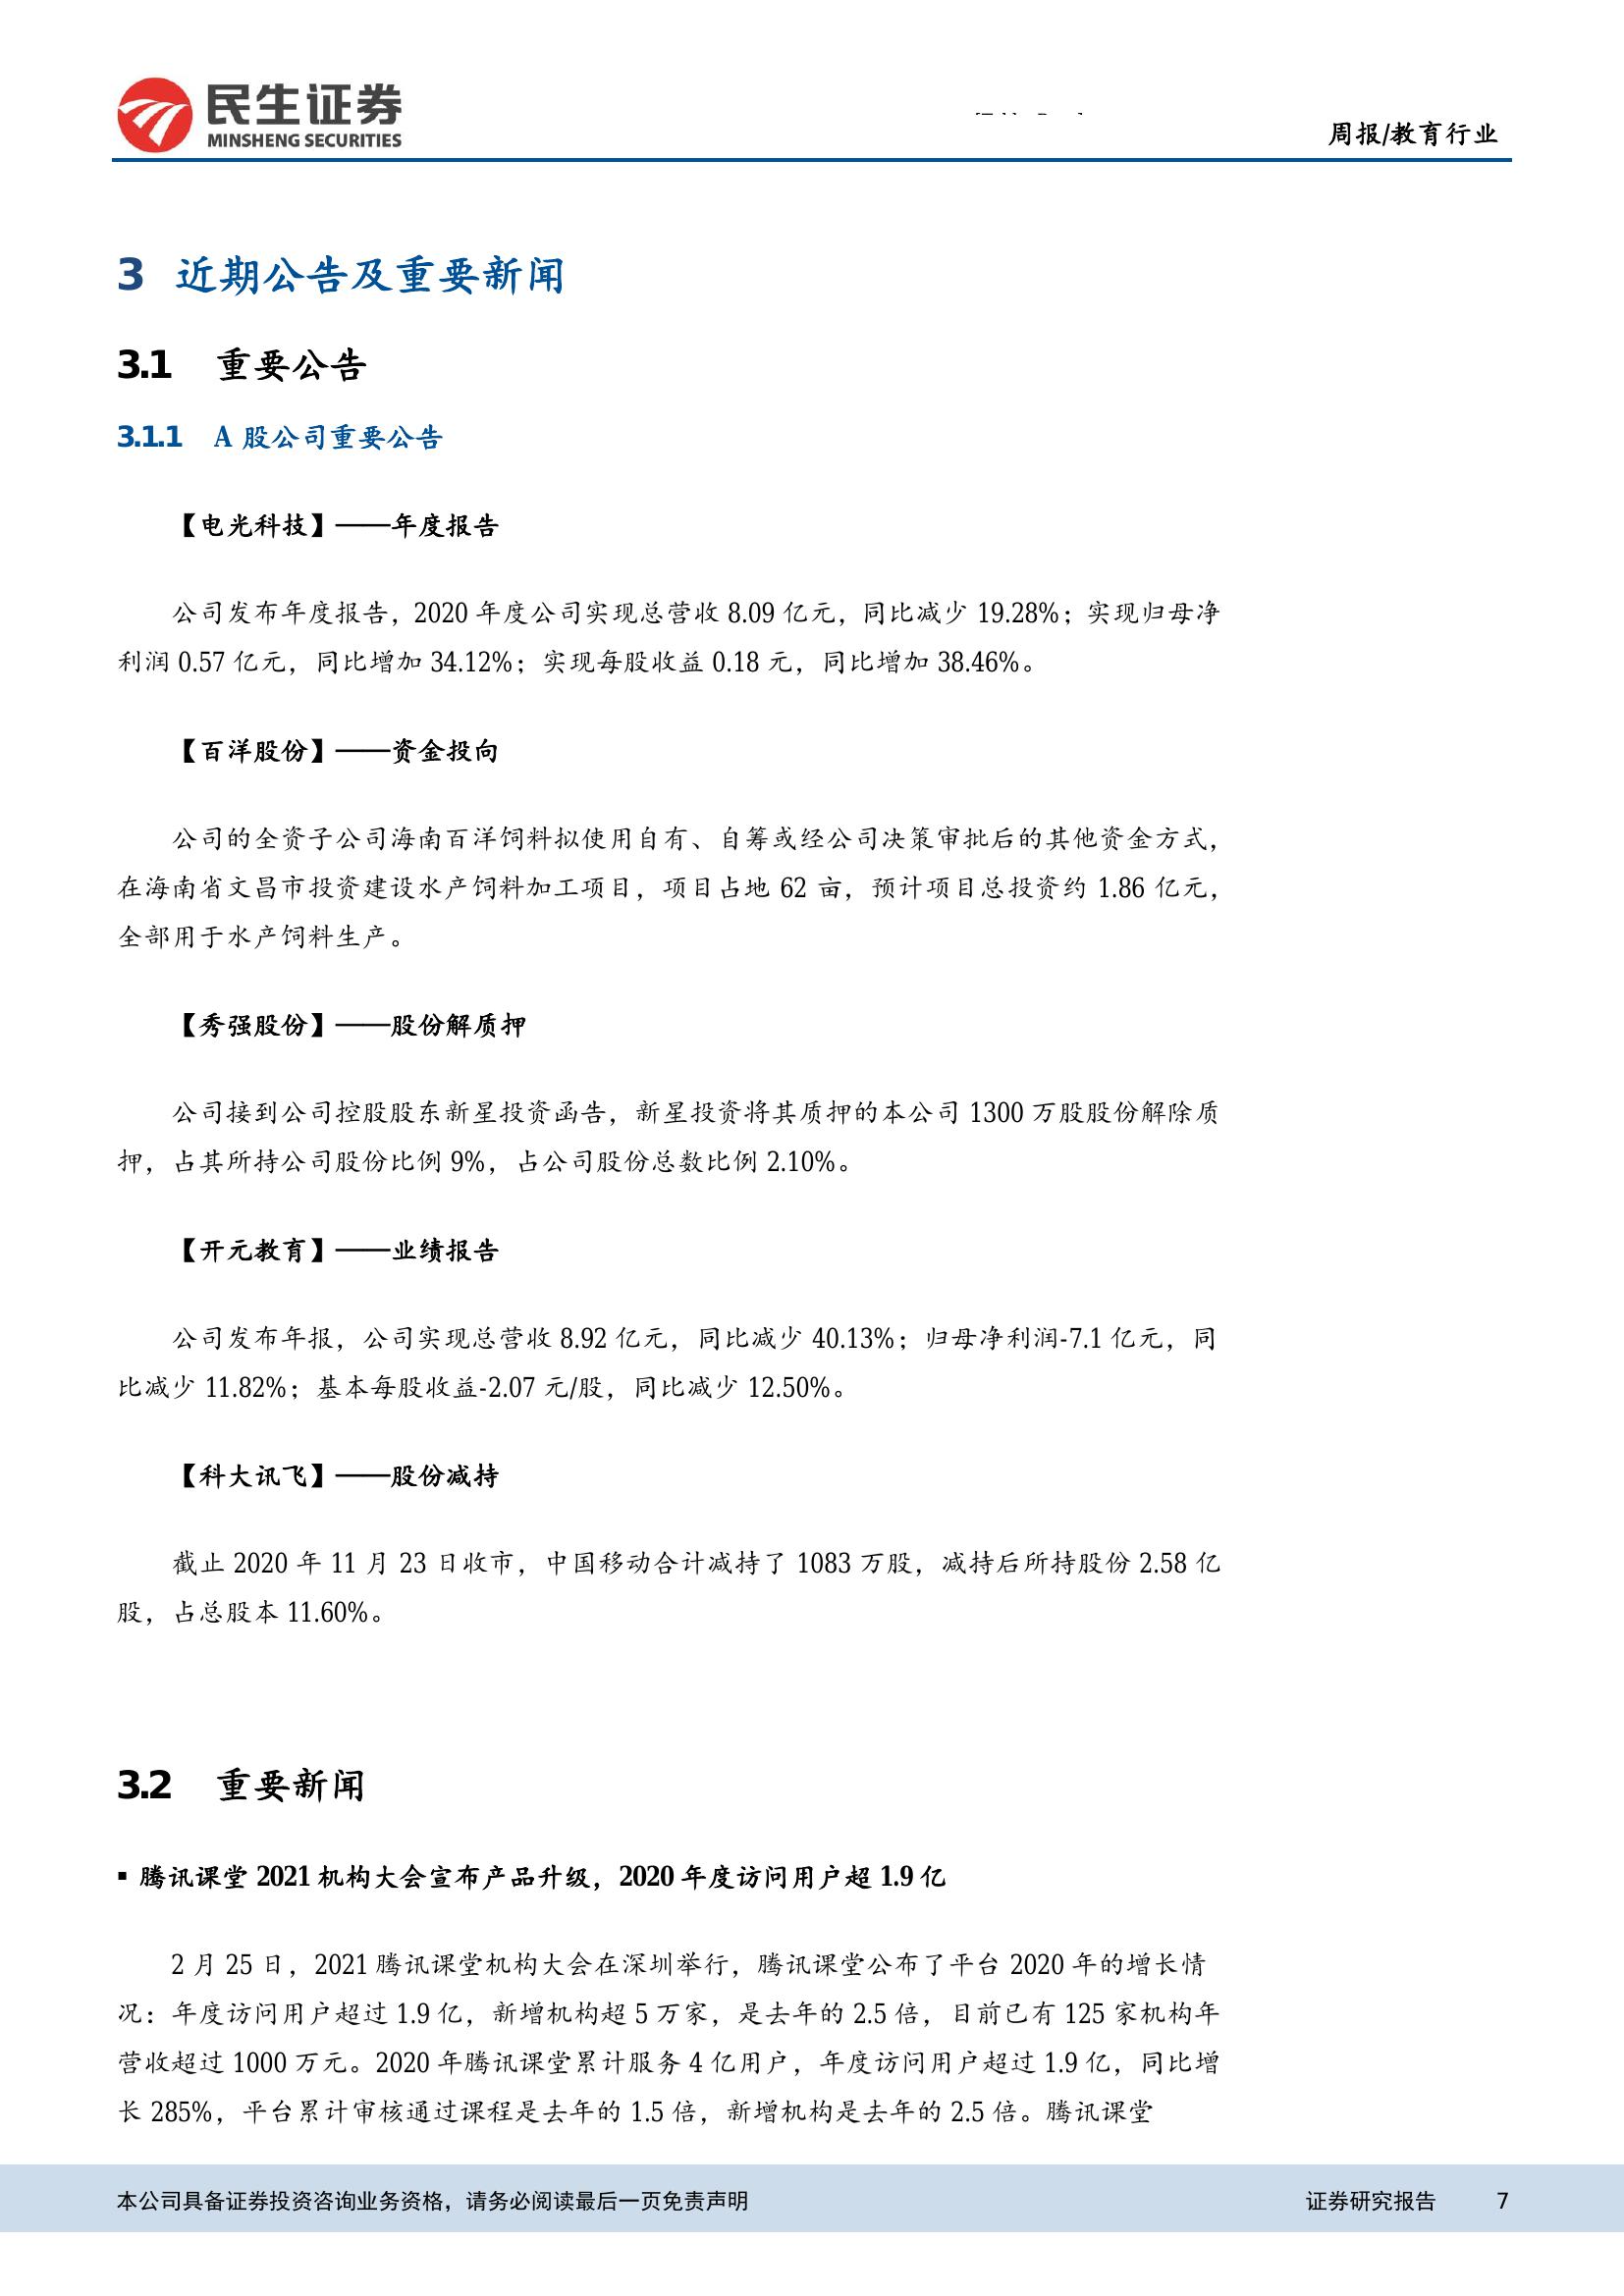 民生证券
MINSHENG SECURITIES
周报/教育行业
3 近期公告及重要新闻
3.1 重要公告
3.1.1 A 股公司重要公告
【电光科技】——年度报告
公司发布年度报告，2020 年度公司实现总营收 8.09 亿元，同比减少 19.28%；实现归母净
利润 0.57 亿元，同比增加 34.12%；实现每股收益 0.18 元，同比增加 38.46%。
【百洋股份】——资金投向
公司的全资子公司海南百洋饲料拟使用自有、自筹或经公司决策审批后的其他资金方式，
在海南省文昌市投资建设水产饲料加工项目，项目占地 62 亩，预计项目总投资约 1.86 亿元，
全部用于水产饲料生产。
【秀强股份】——股份解质押
公司接到公司控股股东新星投资函告，新星投资将其质押的本公司 1300 万股股份解除质
押，占其所持公司股份比例 9%，占公司股份总数比例 2.10%。
【开元教育】——业绩报告
公司发布年报，公司实现总营收 8.92 亿元，同比减少 40.13%；归母净利润-7.1 亿元，同
比减少 11.82%；基本每股收益-2.07 元/股，同比减少 12.50%。
【科大讯飞】——股份减持
截止 2020 年 11 月 23 日收市，中国移动合计减持了 1083 万股，减持后所持股份 2.58 亿
股，占总股本 11.60%。
3.2 重要新闻
▪ 腾讯课堂 2021 机构大会宣布产品升级，2020 年度访问用户超 1.9 亿
2 月 25 日，2021 腾讯课堂机构大会在深圳举行，腾讯课堂公布了平台 2020 年的增长情
况：年度访问用户超过 1.9 亿，新增机构超 5 万家，是去年的 2.5 倍，目前已有 125 家机构年
营收超过 1000 万元。2020 年腾讯课堂累计服务 4 亿用户，年度访问用户超过 1.9 亿，同比增
长 285%，平台累计审核通过课程是去年的 1.5 倍，新增机构是去年的 2.5 倍。腾讯课堂
本公司具备证券投资咨询业务资格，请务必阅读最后一页免责声明 证券研究报告 7